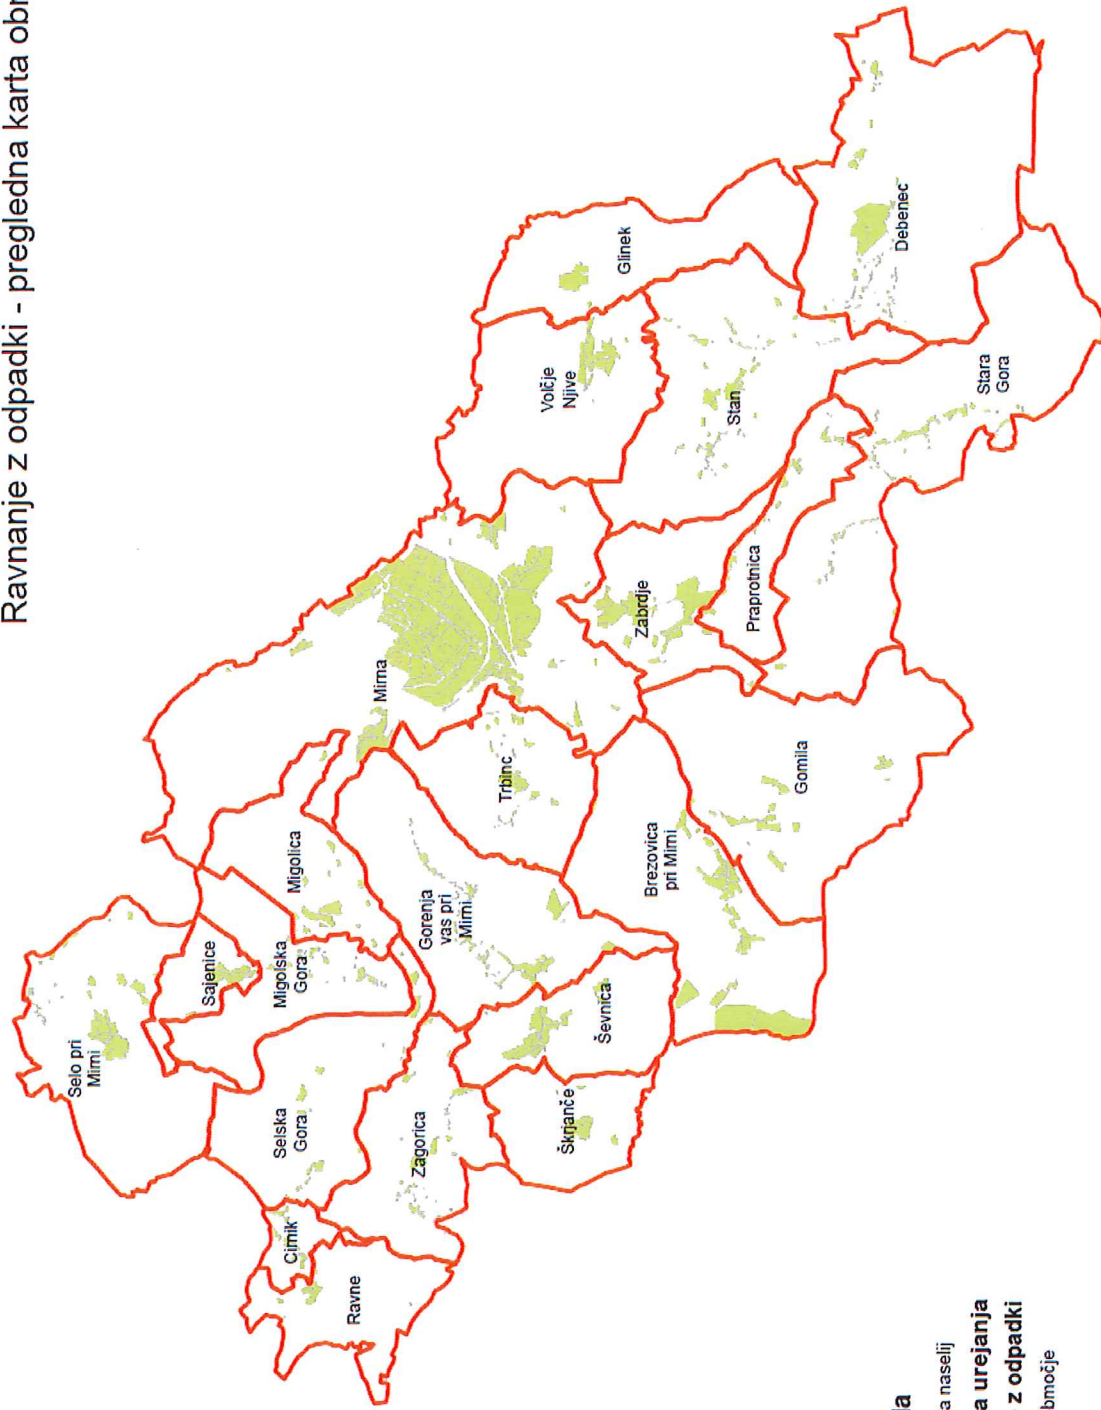 Ravnanje z odpadki - pregledna karta obr
Selo pri
Mirni
Sajenice
Migolska
Gora
Migolica
Mirna
Selska
Gora
Cirnik
Ravne
Zagorica
Gorenja
vas pri
Mirni
Trbinc
Škrjanče
Ševnica
Brezovica
pri Mirni
Gomila
Zabrdje
Praprotnica
Volčje
Njive
Glinek
Stan
Debenec
Stara
Gora
da
a naselij
a urejanja
z odpadki
bmočje